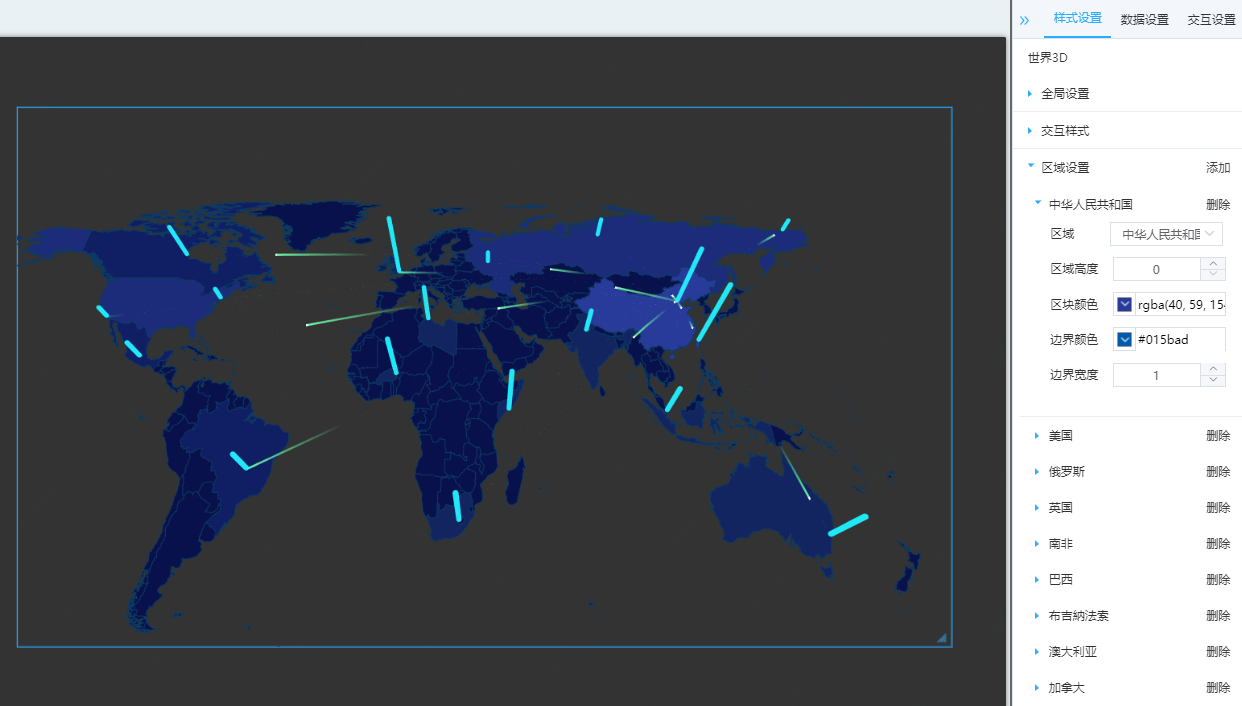 样式设置 数据设置 交互设置
世界3D
全局设置
交互样式
区域设置 添加
中华人民共和国 删除
区域 中华人民共和国
区域高度 0
区块颜色 rgba(40, 59, 154
边界颜色 #015bad
边界宽度 1
美国 删除
俄罗斯 删除
英国 删除
南非 删除
巴西 删除
布吉納法索 删除
澳大利亚 删除
加拿大 删除